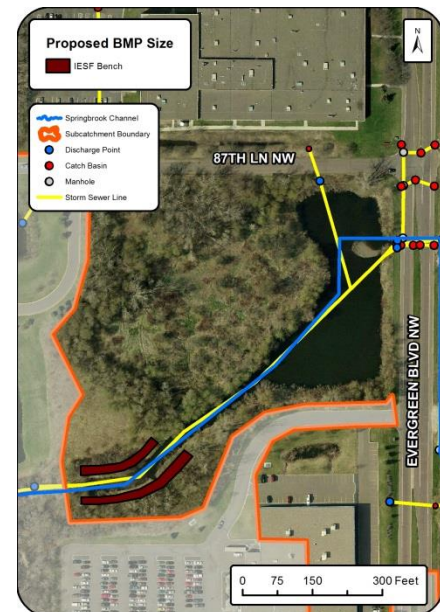 Proposed BMP Size
IESF Bench
Springbrook Channel
Subcatchment Boundary
Discharge Point
Catch Basin
Manhole
Storm Sewer Line
N
87TH LN NW
EVERGREEN BLVD NW
0 75 150 300 Feet